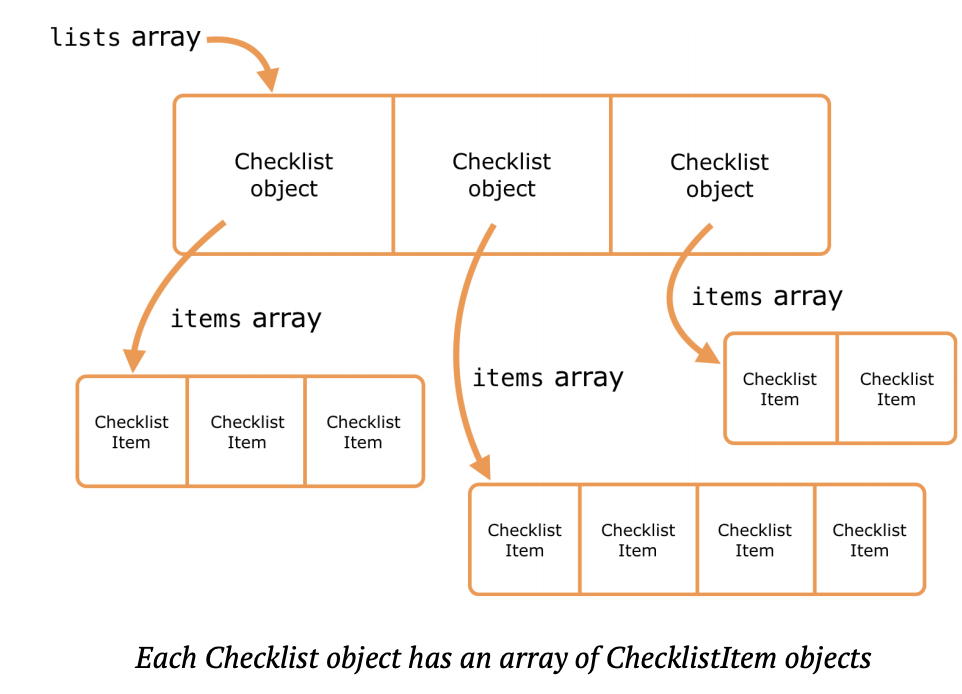 lists array
Checklist
object
Checklist
object
Checklist
object
items array
items array
items array
Checklist
Item
Checklist
Item
Checklist
Item
Checklist
Item
Checklist
Item
Checklist
Item
Checklist
Item
Checklist
Item
Checklist
Item
Each Checklist object has an array of ChecklistItem objects